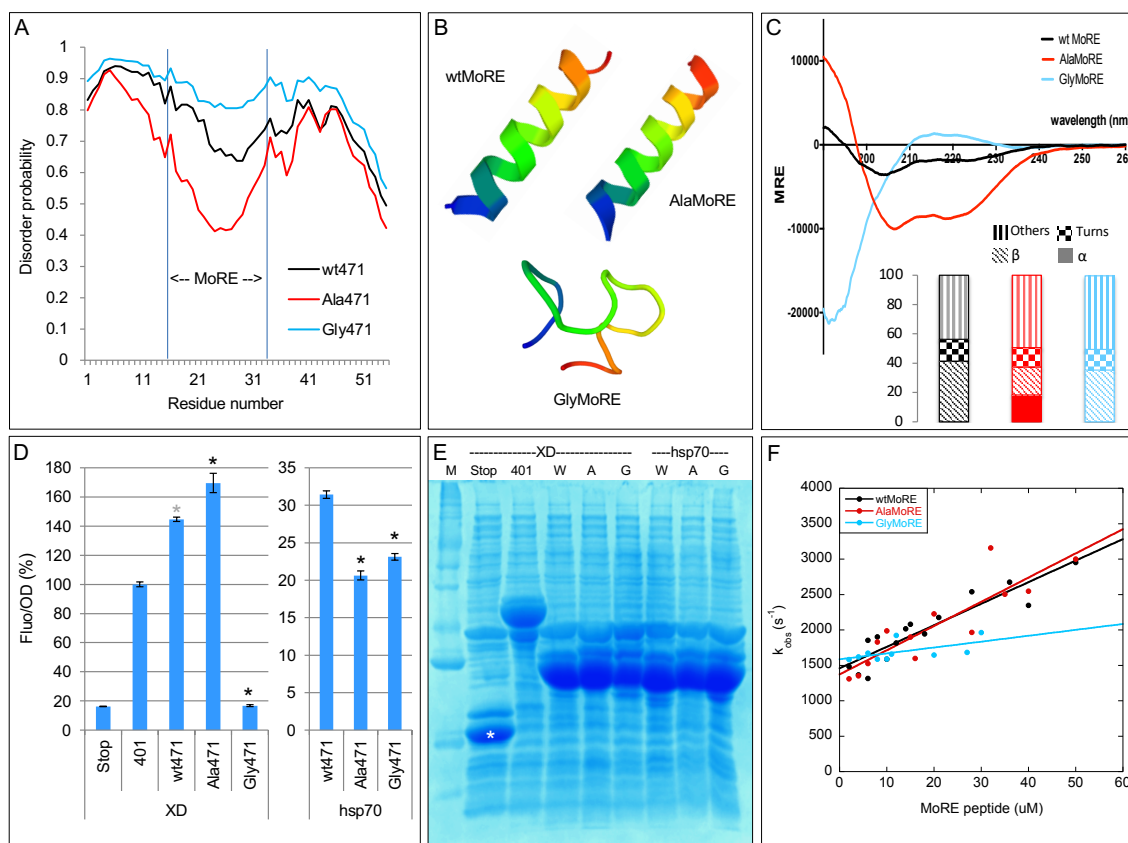 A
Disorder probability
1
0.9
0.8
0.7
0.6
0.5
0.4
0.3
0.2
0.1
0
<-- MoRE -->
wt471
Ala471
Gly471
1 11 21 31 41 51
Residue number
B
wtMoRE
AlaMoRE
GlyMoRE
C
wt MoRE
AlaMoRE
GlyMoRE
wavelength (nm
10000
0
-10000
-20000
MRE
200 210 220 230 240 250 260
Others Turns
β α
100
80
60
40
20
0
D
Fluo/OD (%)
180
160
140
120
100
80
60
40
20
0
* * *
Stop 401 wt471 Ala471 Gly471
XD
35
30
25
20
15
10
5
0
* *
wt471 Ala471 Gly471
hsp70
E
--------------XD---------------- ----hsp70----
M Stop 401 W A G W A G
*
F
wtMoRE
AlaMoRE
GlyMoRE
kobs (s-1)
4000
3500
3000
2500
2000
1500
1000
500
0
0 10 20 30 40 50 60
MoRE peptide (uM)